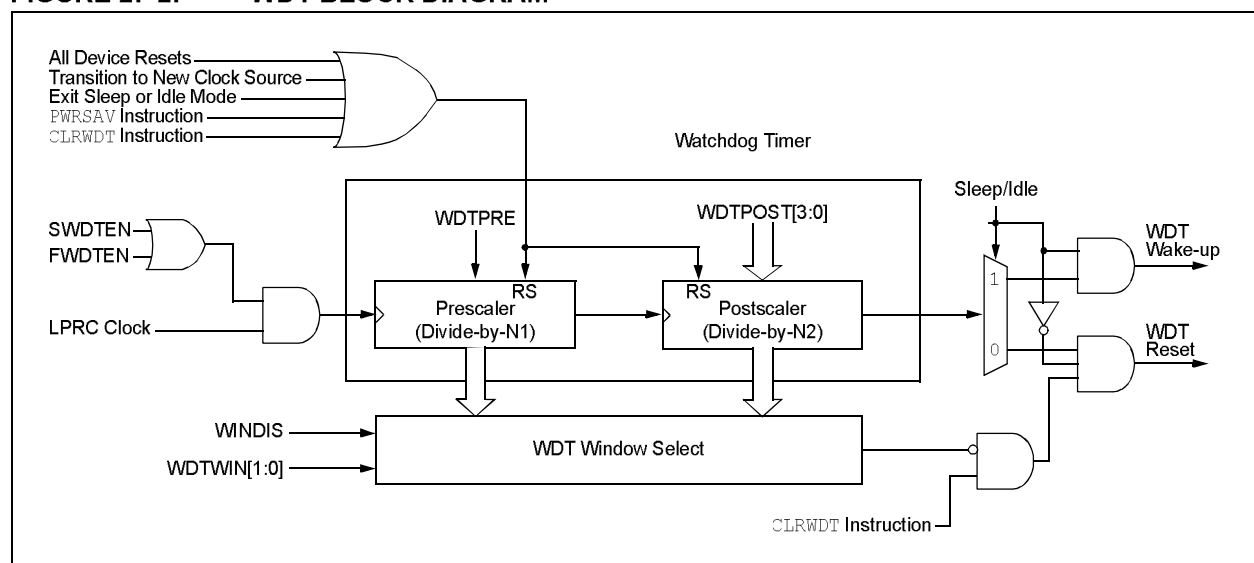 All Device Resets
Transition to New Clock Source
Exit Sleep or Idle Mode
PWRSAV Instruction
CLRWDT Instruction
Watchdog Timer
Sleep/Idle
SWDTEN
FWDTEN
WDTPRE
WDTPOST[3:0]
WDT
Wake-up
RS
RS
1
Prescaler
(Divide-by-N1)
Postscaler
(Divide-by-N2)
LPRC Clock
0
WDT
Reset
WINDIS
WDT Window Select
WDTWIN[1:0]
CLRWDT Instruction